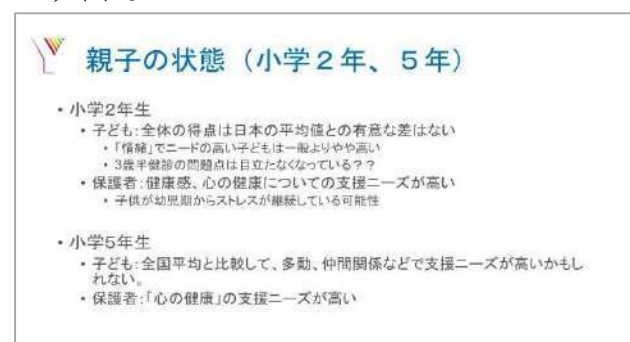 親子の状態（小学２年、５年）
・小学2年生
・子ども：全体の得点は日本の平均値との有意な差はない
・「情緒」でニードの高い子どもは一般よりやや高い
・3歳半健診の問題点は目立たなくなっている??
・保護者：健康感、心の健康についての支援ニーズが高い
・子供が幼児期からストレスが継続している可能性
・小学5年生
・子ども：全国平均と比較して、多動、仲間関係などで支援ニーズが高いかもし
れない。
・保護者：「心の健康」の支援ニーズが高い